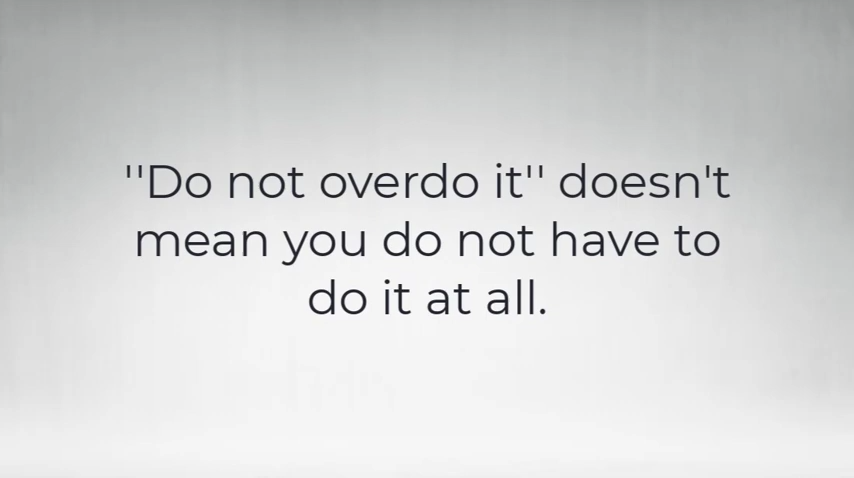 ''Do not overdo it'' doesn't
mean you do not have to
do it at all.